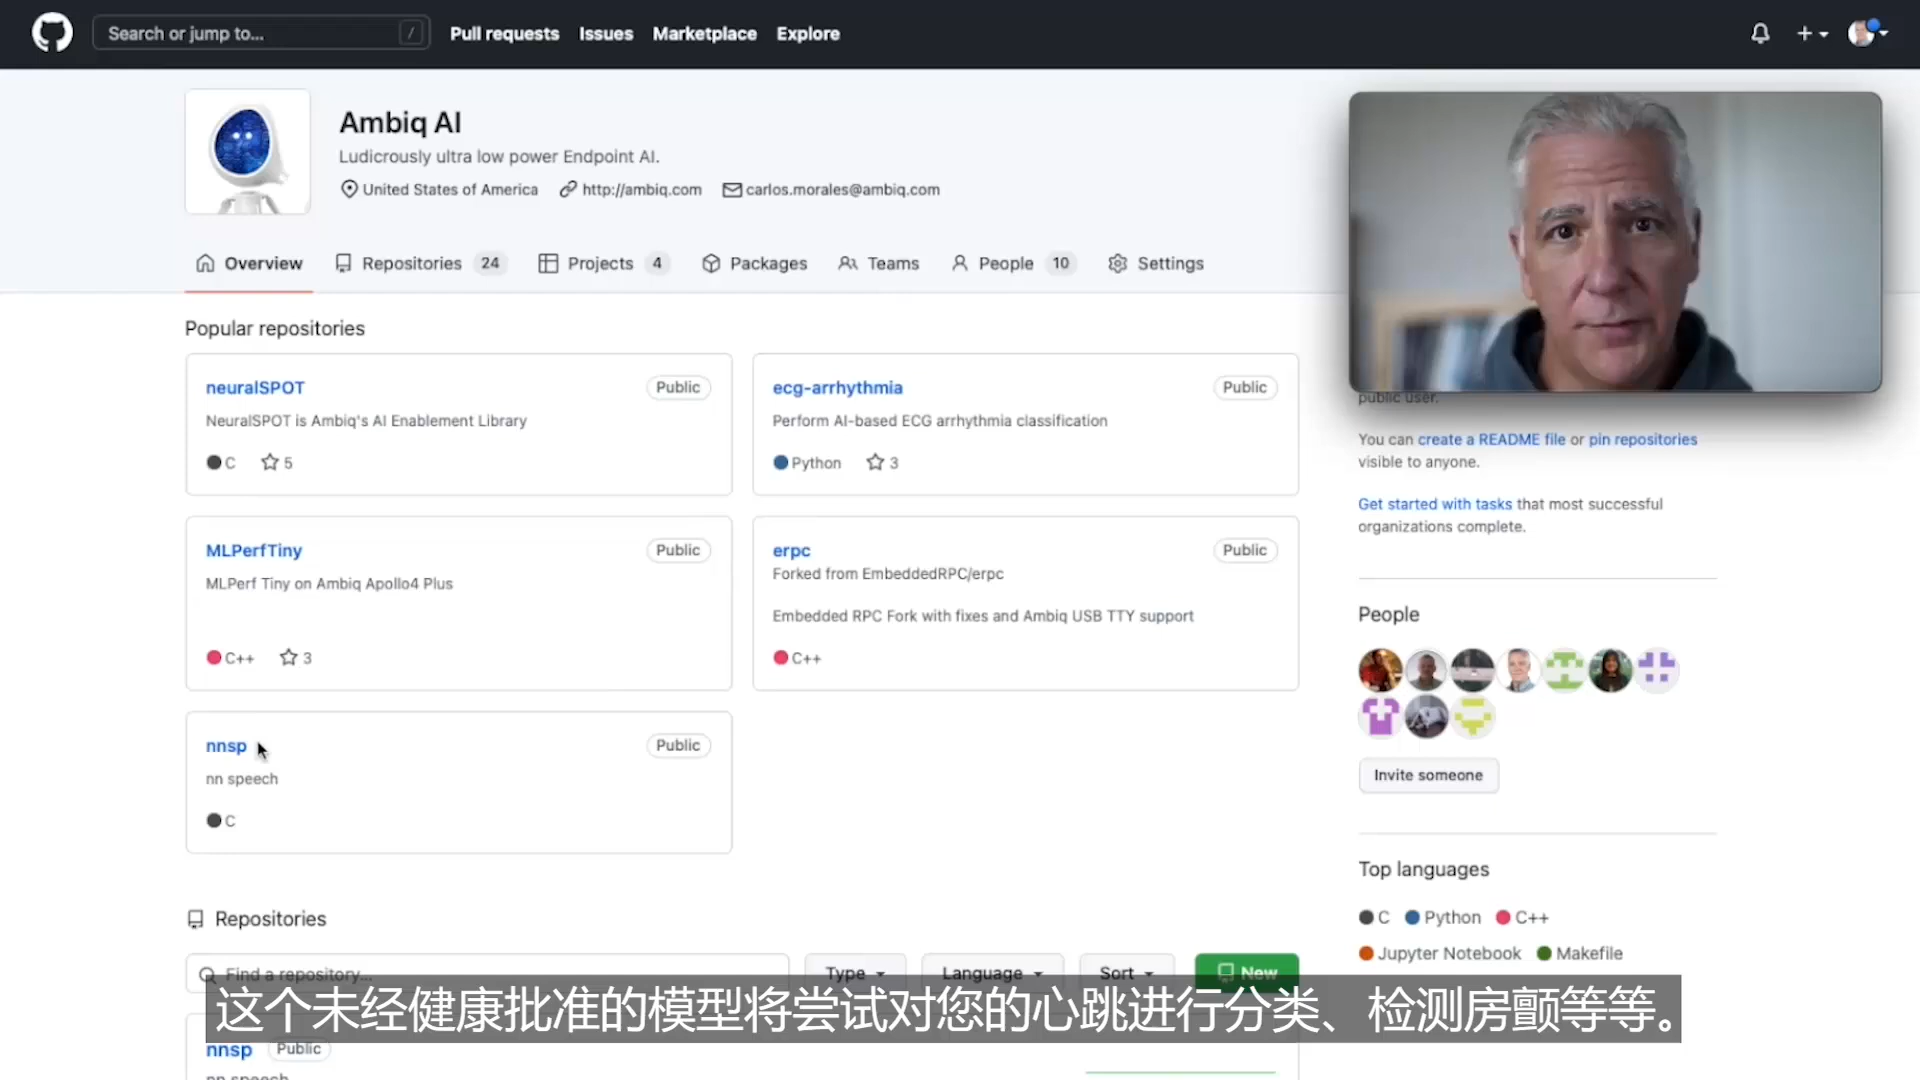 Search or jump to... /
Pull requests Issues Marketplace Explore
Ambiq AI
Ludicrously ultra low power Endpoint AI.
United States of America http://ambiq.com carlos.morales@ambiq.com
Overview Repositories 24 Projects 4 Packages Teams People 10 Settings
Popular repositories
neuralSPOT Public
NeuralSPOT is Ambiq's AI Enablement Library
C 5
ecg-arrhythmia Public
Perform AI-based ECG arrhythmia classification
Python 3
MLPerfTiny Public
MLPerf Tiny on Ambiq Apollo4 Plus
C++ 3
erpc Public
Forked from EmbeddedRPC/erpc
Embedded RPC Fork with fixes and Ambiq USB TTY support
C++
nnsp Public
nn speech
C
public user.
You can create a README file or pin repositories
visible to anyone.
Get started with tasks that most successful
organizations complete.
People
Invite someone
Top languages
C Python C++
Jupyter Notebook Makefile
Repositories
Find a repository...
Type Language Sort New
这个未经健康批准的模型将尝试对您的心跳进行分类、检测房颤等等。
nnsp Public
nn speech